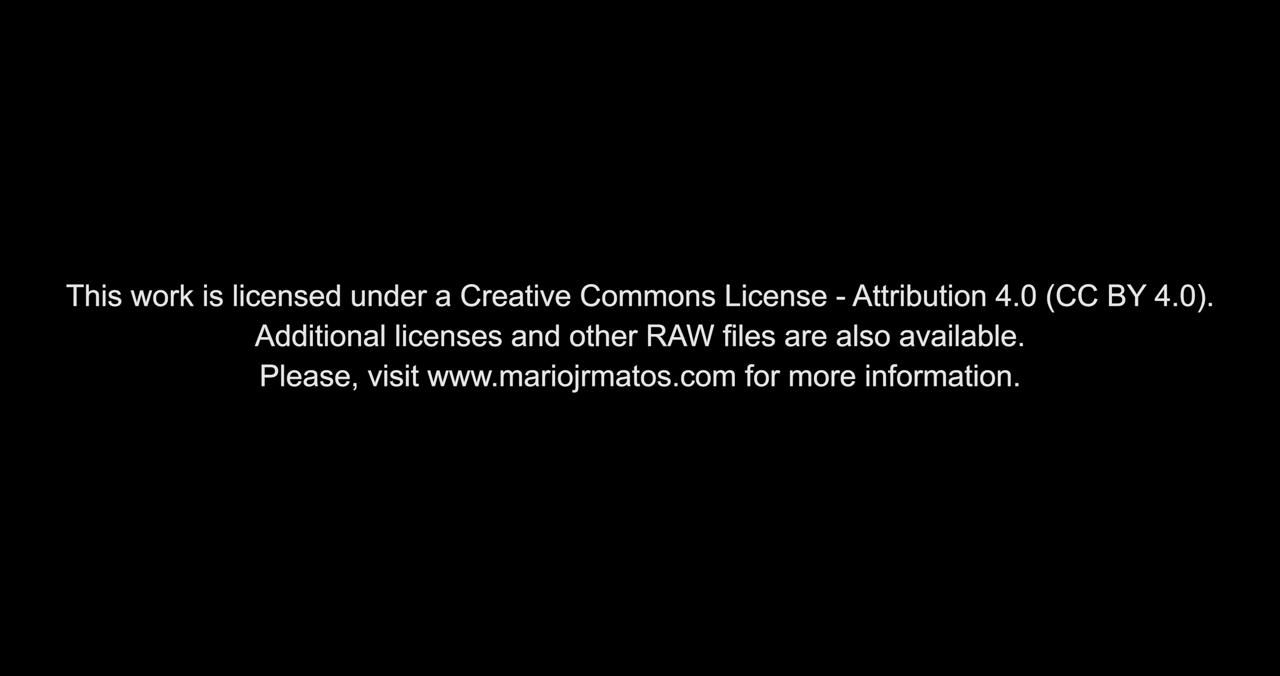 This work is licensed under a Creative Commons License - Attribution 4.0 (CC BY 4.0).
Additional licenses and other RAW files are also available.
Please, visit www.mariojrmatos.com for more information.